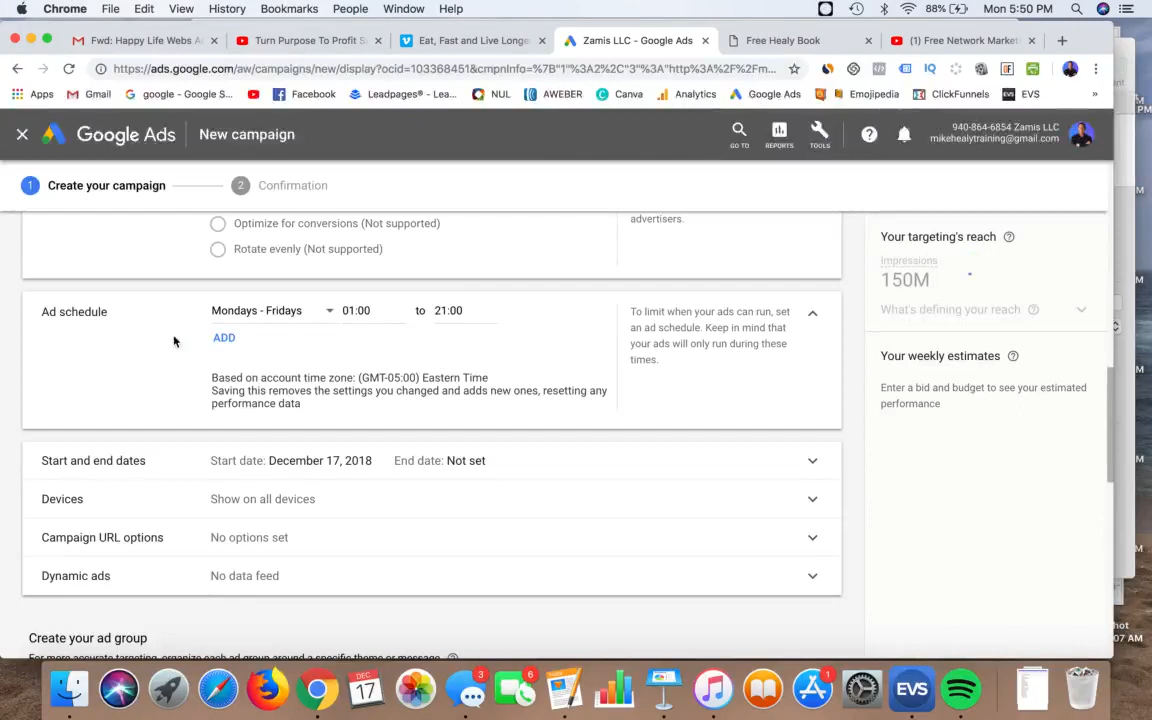 Chrome File Edit View History Bookmarks People Window Help 88% Mon 5:50 PM
Fwd: Happy Life Webs A Turn Purpose To Profit S Eat, Fast and Live Longe Zamis LLC - Google Ads Free Healy Book (1) Free Network Market
https://ads.google.com/aw/campaigns/new/display?ocid=103368451&cmpnInfo=%7B"1"%3A2%2C"3"%3A"http%3A%2F%2Fm...
Apps Gmail google - Google S... Facebook Leadpages® - Lea... NUL AWEBER Canva Analytics Google Ads Emojipedia ClickFunnels EVS EVS »
Google Ads New campaign
GO TO REPORTS TOOLS
940-864-6854 Zamis LLC
mikehealytraining@gmail.com
1 Create your campaign 2 Confirmation
Optimize for conversions (Not supported)
Rotate evenly (Not supported)
advertisers.
Your targeting's reach
Impressions
150M
What's defining your reach
Your weekly estimates
Enter a bid and budget to see your estimated
performance
Ad schedule Mondays - Fridays 01:00 to 21:00
ADD
Based on account time zone: (GMT-05:00) Eastern Time
Saving this removes the settings you changed and adds new ones, resetting any
performance data
To limit when your ads can run, set
an ad schedule. Keep in mind that
your ads will only run during these
times.
Start and end dates Start date: December 17, 2018 End date: Not set
Devices Show on all devices
Campaign URL options No options set
Dynamic ads No data feed
Create your ad group
For more accurate targeting, organize each ad group around a specific theme or message
DEC
17
3
6
1
EVS
PM
07 AM